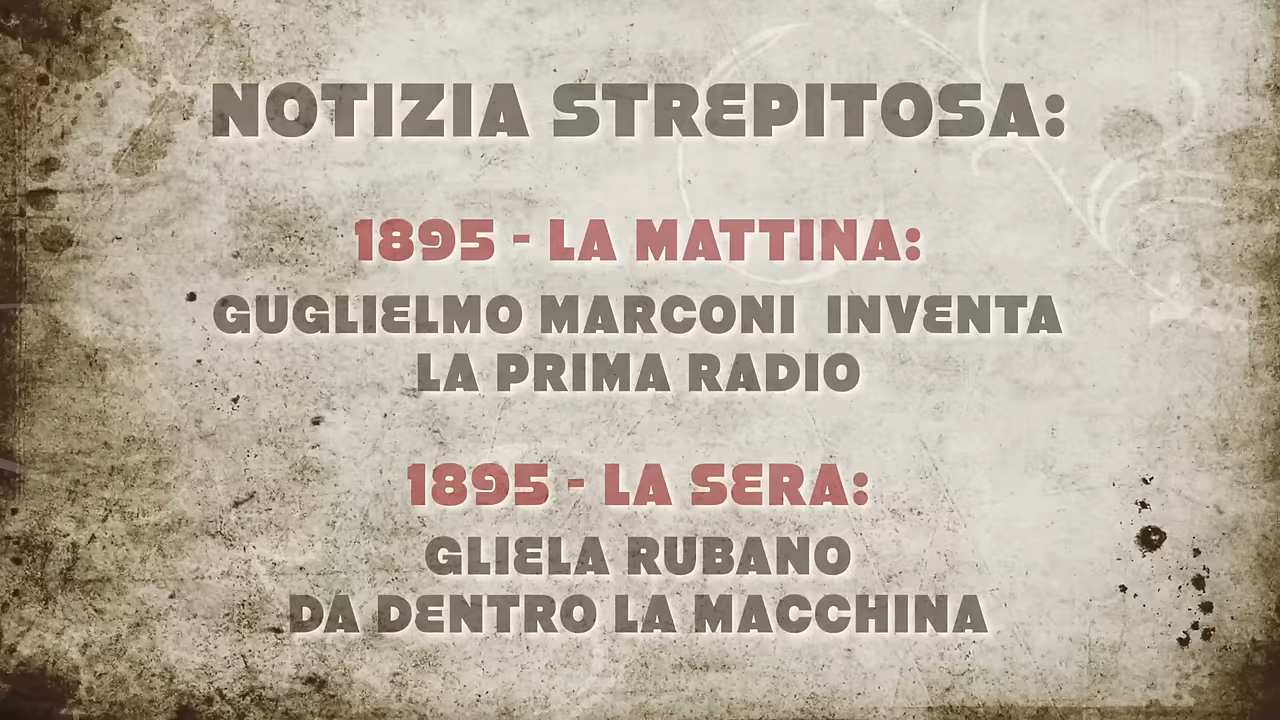 NOTIZIA STREPITOSA:
1895 - LA MATTINA:
GUGLIELMO MARCONI INVENTA
LA PRIMA RADIO
1895 - LA SERA:
GLIELA RUBANO
DA DENTRO LA MACCHINA